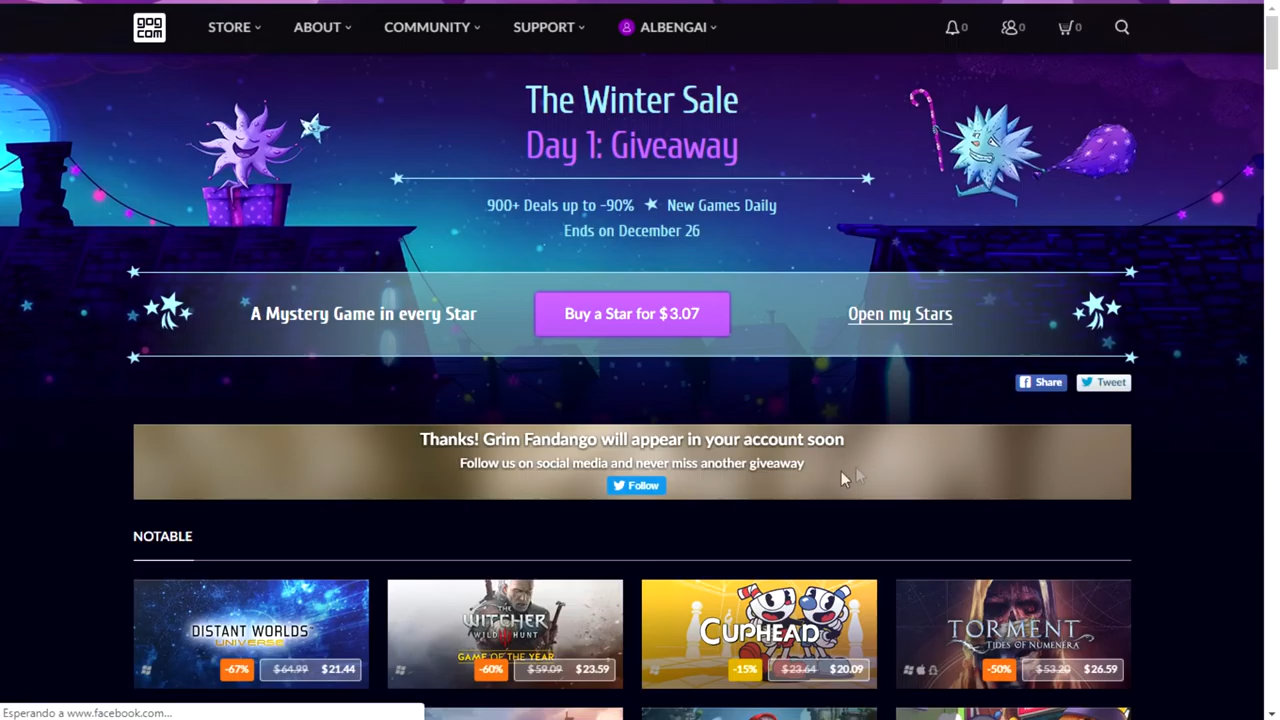 gog
com
STORE
ABOUT
COMMUNITY
SUPPORT
ALBENGAI
0
0
0
The Winter Sale
Day 1: Giveaway
900+ Deals up to -90% ★ New Games Daily
Ends on December 26
A Mystery Game in every Star
Buy a Star for $3.07
Open my Stars
Share
Tweet
Thanks! Grim Fandango will appear in your account soon
Follow us on social media and never miss another giveaway
Follow
NOTABLE
DISTANT WORLDS
UNIVERSE
-67% $64.99 $21.44
THE
WITCHER
WILD HUNT
GAME OF THE YEAR
-60% $59.09 $23.59
CUPHEAD
-15% $23.64 $20.09
TORMENT
TIDES OF NUMENERA
-50% $53.20 $26.59
Esperando a www.facebook.com...